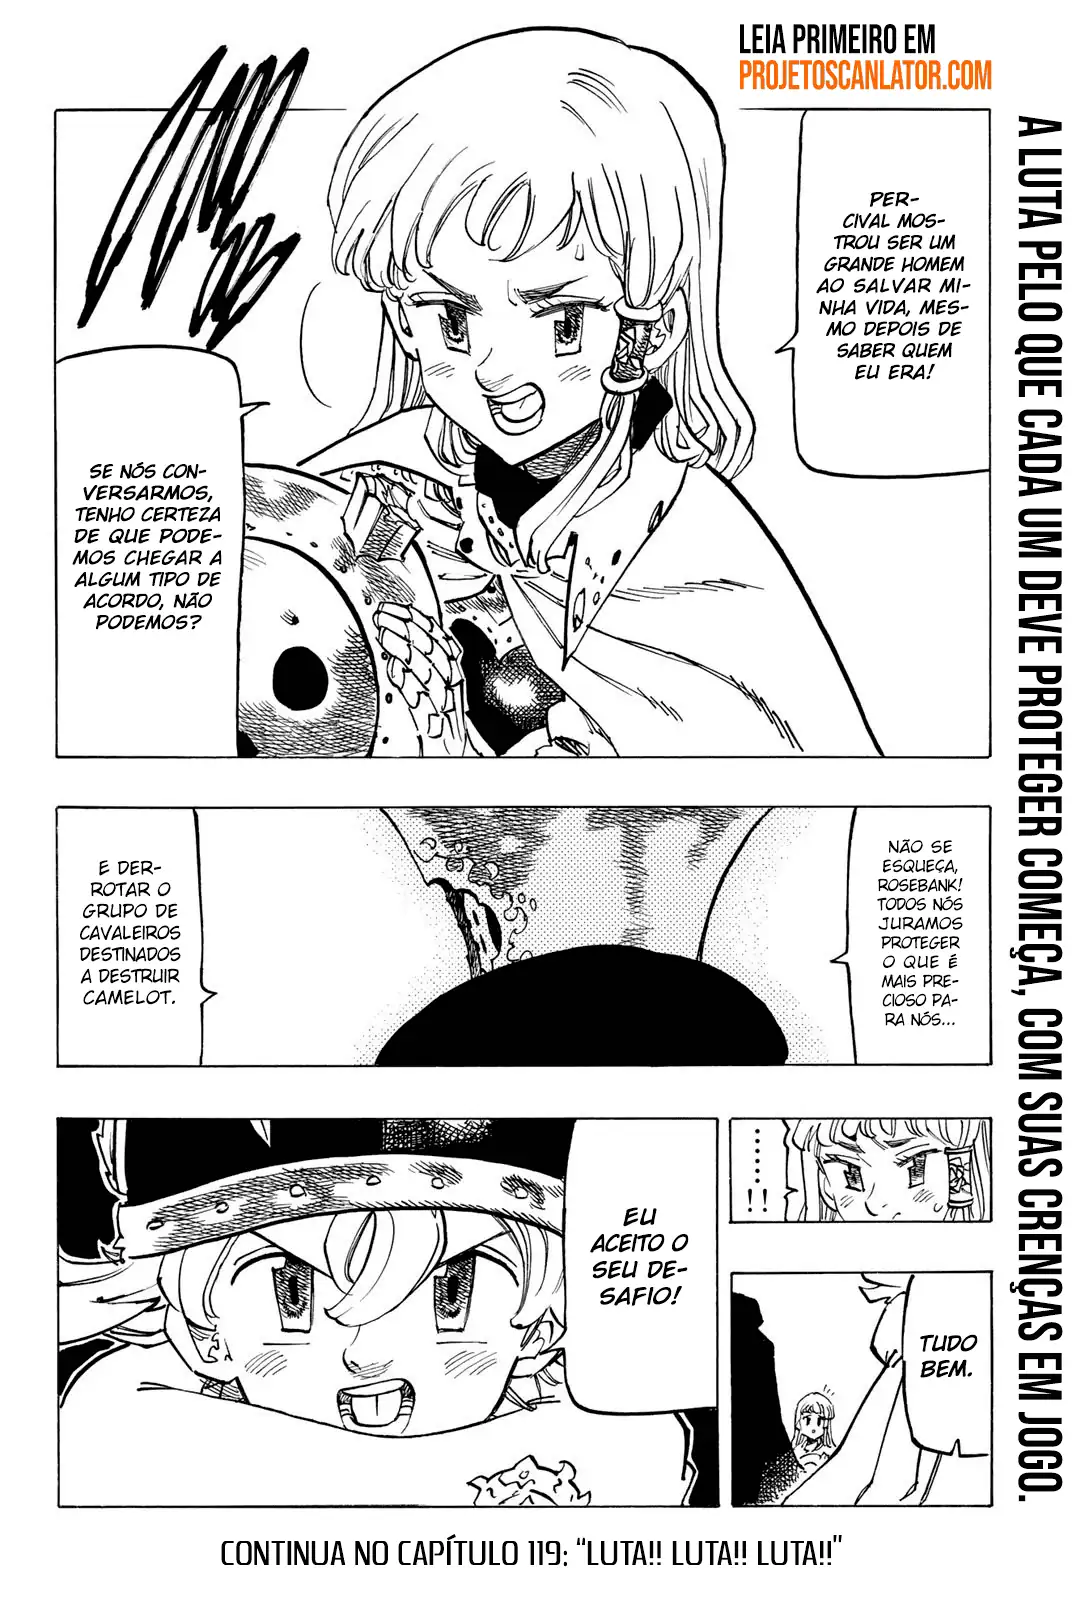 LEIA PRIMEIRO EM
PROJETOSCANLATOR.COM
PER-
CIVAL MOS-
TROU SER UM
GRANDE HOMEM
AO SALVAR MI-
NHA VIDA, MES-
MO DEPOIS DE
SABER QUEM
EU ERA!
SE NÓS CON-
VERSARMOS,
TENHO CERTEZA
DE QUE PODE-
MOS CHEGAR A
ALGUM TIPO DE
ACORDO, NÃO
PODEMOS?
NÃO SE
ESQUEÇA,
ROSEBANK!
TODOS NÓS
JURAMOS
PROTEGER
O QUE É
MAIS PRE-
CIOSO PA-
RA NÓS...
E DER-
ROTAR O
GRUPO DE
CAVALEIROS
DESTINADOS
A DESTRUIR
CAMELOT.
......!!
TUDO
BEM.
EU
ACEITO O
SEU DE-
SAFIO!
A LUTA PELO QUE CADA UM DEVE PROTEGER COMEÇA, COM SUAS CRENÇAS EM JOGO.
CONTINUA NO CAPÍTULO 119: “LUTA!! LUTA!! LUTA!!”